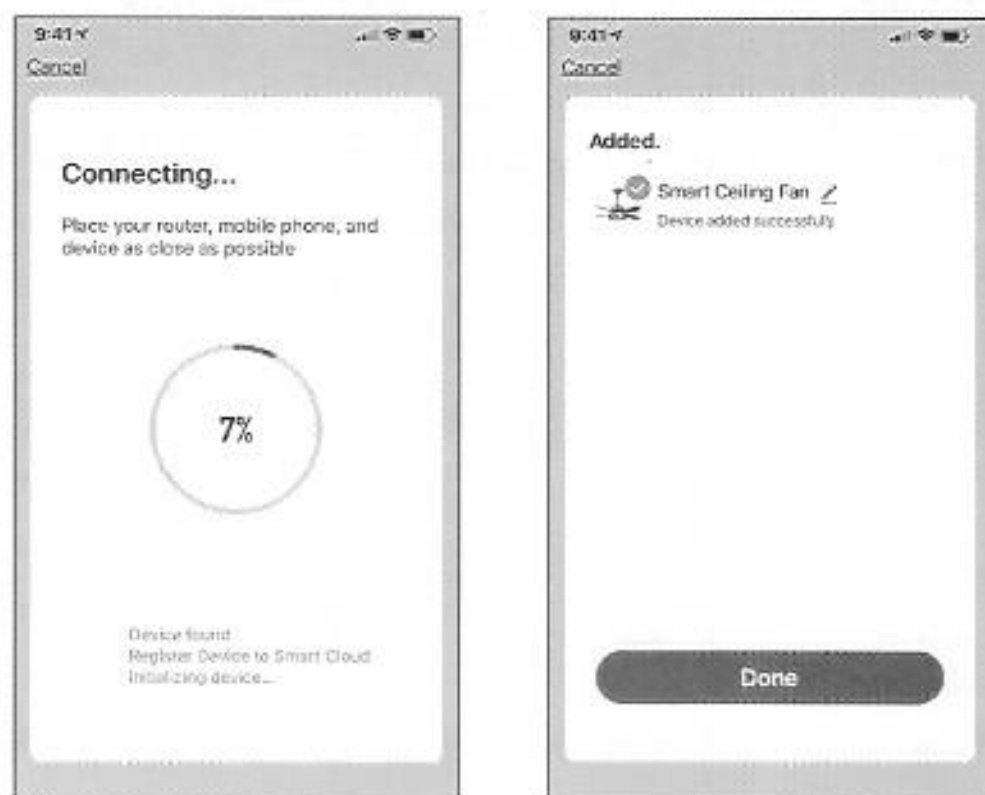 9:41
Cancel
Connecting...
Place your router, mobile phone, and
device as close as possible
7%
Device found
Register Device to Smart Cloud
Initializing device...
9:41
Cancel
Added.
Smart Ceiling Fan
Device added successfully
Done